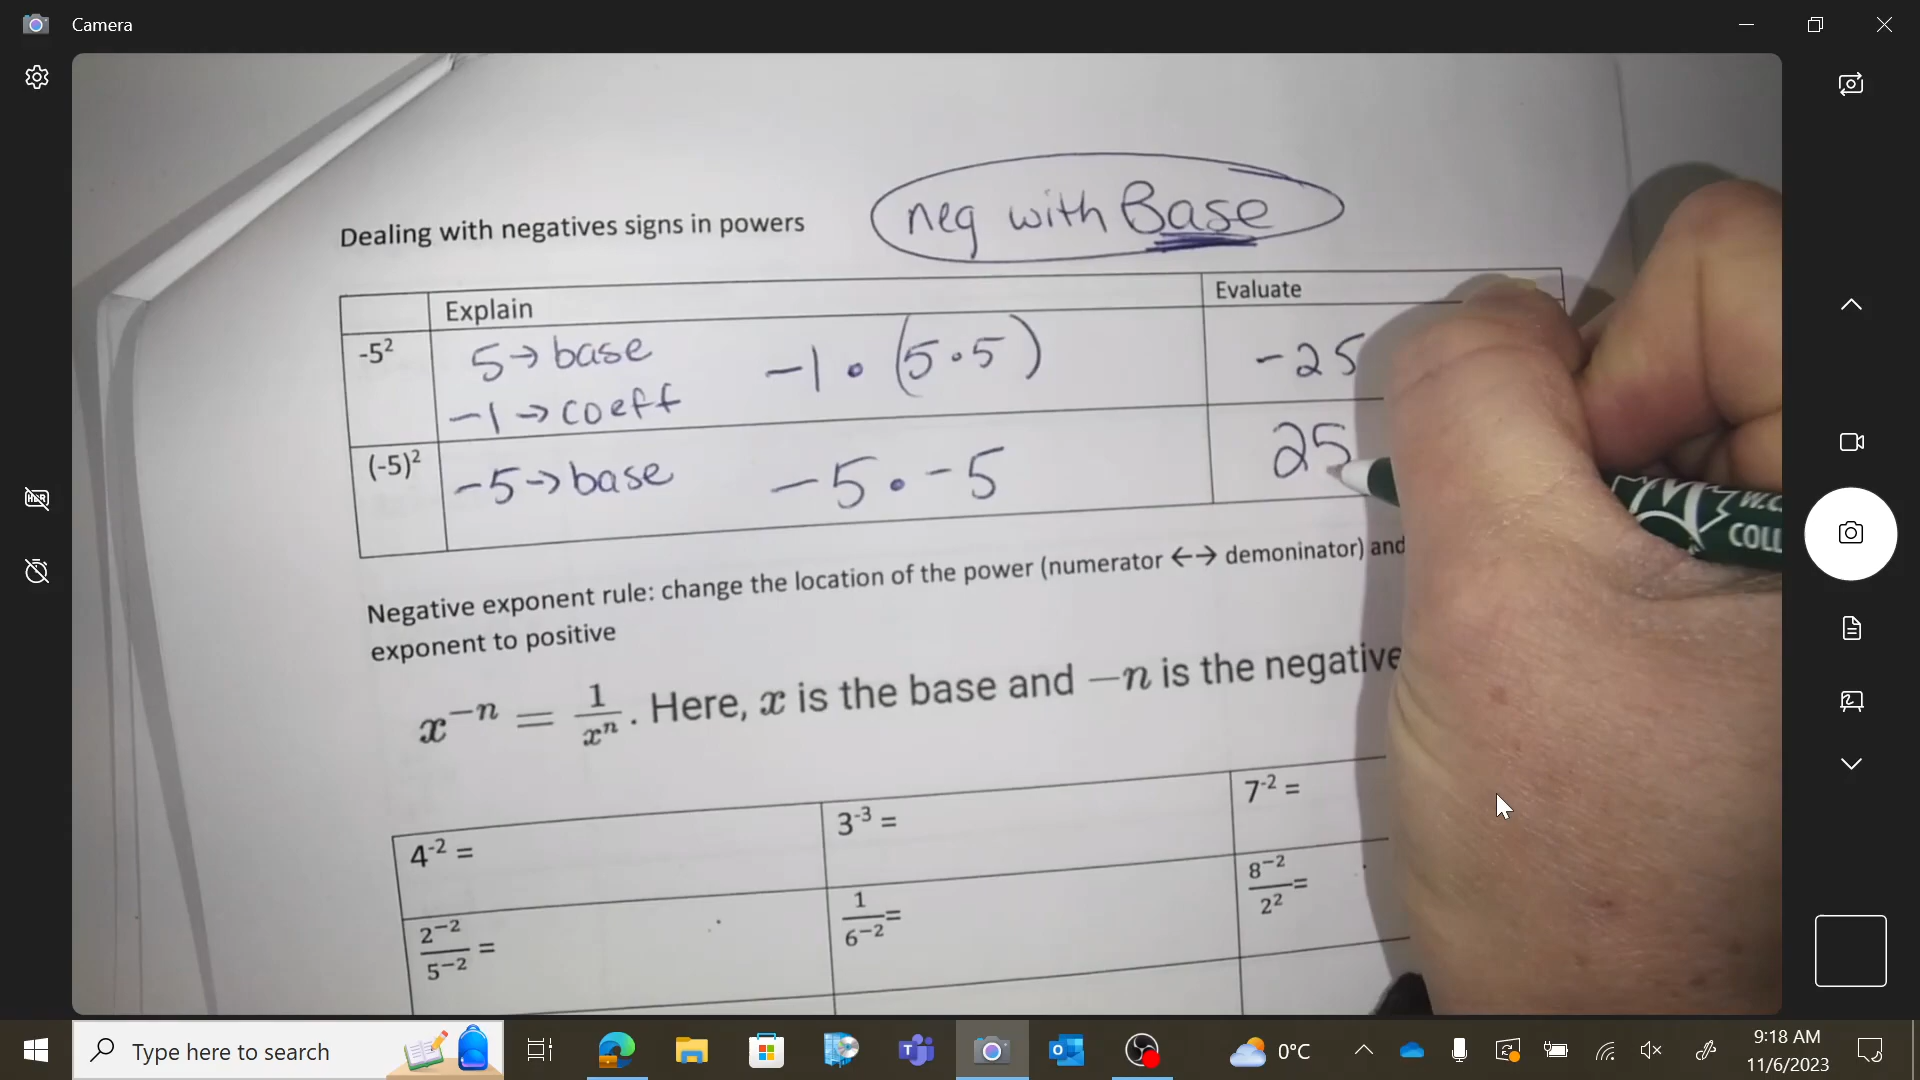 Camera
Dealing with negatives signs in powers
neg with Base
Explain
Evaluate
-5²
5→base
-1→coeff
-1•(5•5)
-25
(-5)²
-5→base
-5•-5
25
W.C
COLL
Negative exponent rule: change the location of the power (numerator ←→ demoninator) and
exponent to positive
x⁻ⁿ = 1/xⁿ. Here, x is the base and −n is the negative
4⁻² =
3⁻³ =
7⁻² =
2⁻²/5⁻² =
1/6⁻²=
8⁻²/2²=
Type here to search
0°C
9:18 AM
11/6/2023